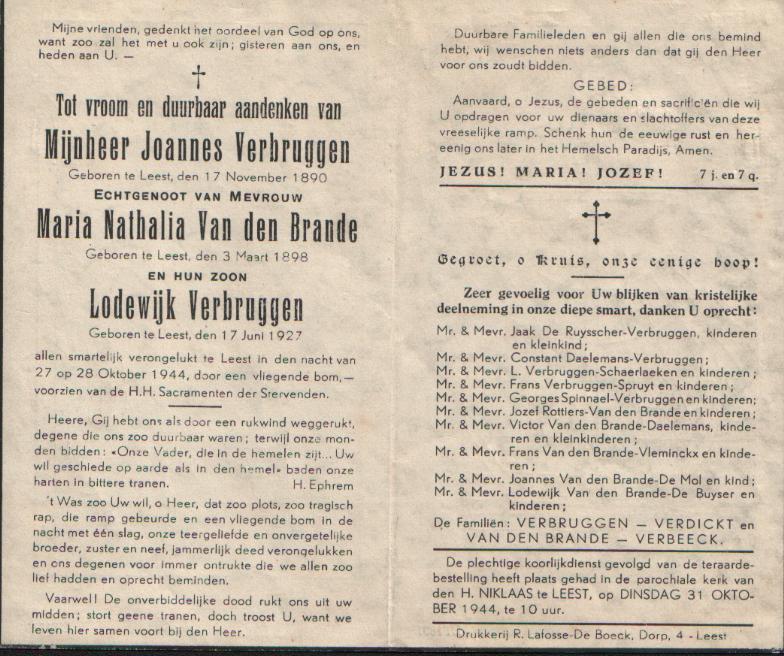 Mijne vrienden, gedenkt het oordeel van God op ons,
want zoo zal het met u ook zijn; gisteren aan ons, en
heden aan U. —
Tot vroom en duurbaar aandenken van
Mijnheer Joannes Verbruggen
Geboren te Leest, den 17 November 1890
ECHTGENOOT VAN MEVROUW
Maria Nathalia Van den Brande
Geboren te Leest, den 3 Maart 1898
EN HUN ZOON
Lodewijk Verbruggen
Geboren te Leest, den 17 Juni 1927
allen smartelijk verongelukt te Leest in den nacht van
27 op 28 Oktober 1944, door een vliegende bom, —
voorzien van de H.H. Sacramenten der Stervenden.
Heere, Gij hebt ons als door een rukwind weggerukt,
degene die ons zoo duurbaar waren; terwijl onze mon-
den bidden: «Onze Vader, die in de hemelen zijt... Uw
wil geschiede op aarde als in den hemel» baden onze
harten in bittere tranen. H. Ephrem
't Was zoo Uw wil, o Heer, dat zoo plots, zoo tragisch
rap, die ramp gebeurde en een vliegende bom in de
nacht met één slag, onze teergeliefde en onvergetelijke
broeder, zuster en neef, jammerlijk deed verongelukken
en ons degenen voor immer ontrukte die we allen zoo
lief hadden en oprecht beminden.
Vaarwel! De onverbiddelijke dood rukt ons uit uw
midden; stort geene tranen, doch troost U, want we
leven hier samen voort bij den Heer.
Duurbare Familieleden en gij allen die ons bemind
hebt, wij wenschen niets anders dan dat gij den Heer
voor ons zoudt bidden.
GEBED:
Aanvaard, o Jezus, de gebeden en sacrificiën die wij
U opdragen voor uw dienaars en slachtoffers van deze
vreeselijke ramp. Schenk hun de eeuwige rust en her-
eenig ons later in het Hemelsch Paradijs, Amen.
JEZUS! MARIA! JOZEF! 7 j. en 7 q.
Gegroet, o Kruis, onze eenige hoop!
Zeer gevoelig voor Uw blijken van kristelijke
deelneming in onze diepe smart, danken U oprecht:
Mr. & Mevr. Jaak De Ruysscher-Verbruggen, kinderen
en kleinkind;
Mr. & Mevr. Constant Daelemans-Verbruggen;
Mr. & Mevr. L. Verbruggen-Schaerlaeken en kinderen;
Mr. & Mevr. Frans Verbruggen-Spruyt en kinderen;
Mr. & Mevr. Georges Spinnael-Verbruggen en kinderen;
Mr. & Mevr. Jozef Rottiers-Van den Brande en kinderen;
Mr. & Mevr. Victor Van den Brande-Daelemans, kinde-
ren en kleinkinderen;
Mr. & Mevr. Frans Van den Brande-Vleminckx en kinde-
ren;
Mr. & Mevr. Joannes Van den Brande-De Mol en kind;
Mr. & Mevr. Lodewijk Van den Brande-De Buyser en
kinderen;
De Familiën: VERBRUGGEN — VERDICKT en
VAN DEN BRANDE — VERBEECK.
De plechtige koorlijkdienst gevolgd van de teraarde-
bestelling heeft plaats gehad in de parochiale kerk van
den H. NIKLAAS te LEEST, op DINSDAG 31 OKTO-
BER 1944, te 10 uur.
Drukkerij R. Lafosse-De Boeck, Dorp, 4 - Leest